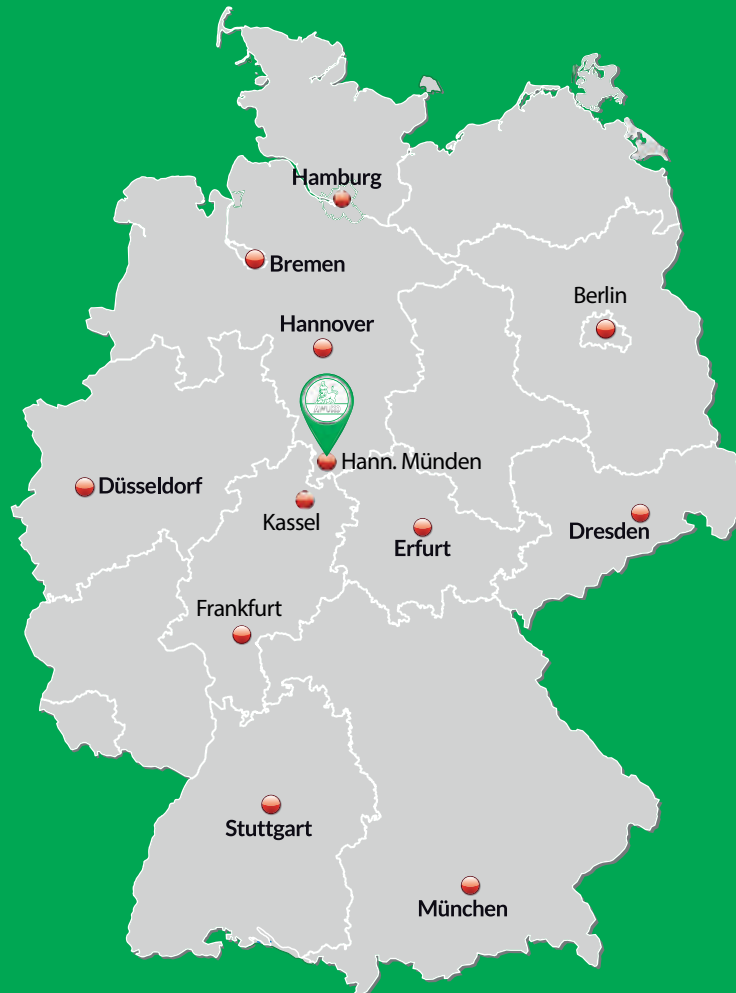 Hamburg
Bremen
Berlin
Hannover
Hann. Münden
Düsseldorf
Kassel
Erfurt
Dresden
Frankfurt
Stuttgart
München